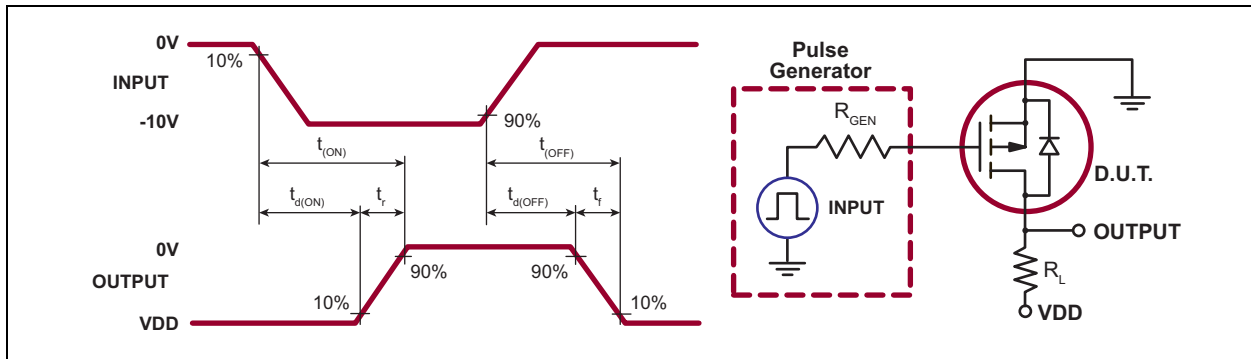 0V
10%
INPUT
-10V
90%
t(ON)
t(OFF)
td(ON)
tr
td(OFF)
tf
0V
OUTPUT
90%
90%
10%
10%
VDD
Pulse
Generator
RGEN
INPUT
D.U.T.
OUTPUT
RL
VDD